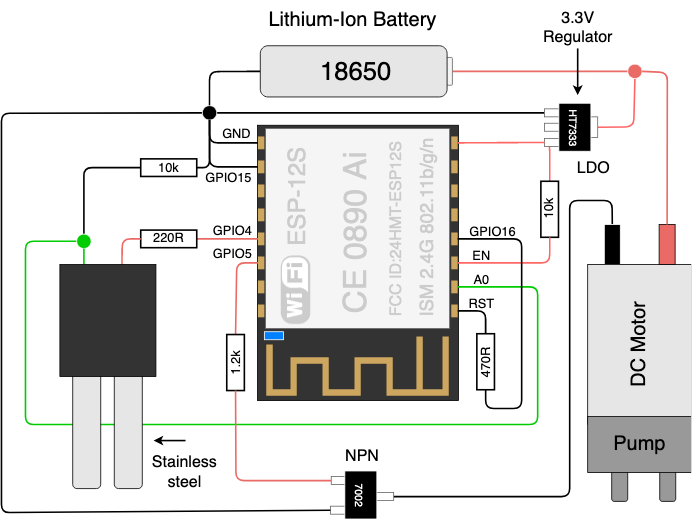 Lithium-Ion Battery
3.3V
Regulator
18650
HT7333
LDO
GND
GPIO15
10k
220R
GPIO4
GPIO5
1.2k
WiFi ESP-12S
CE 0890 Ai
FCC ID:24HMT-ESP12S
ISM 2.4G 802.11b/g/n
10k
GPIO16
EN
A0
RST
470R
DC Motor
Pump
Stainless
steel
NPN
7002